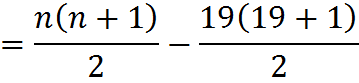 = n(n + 1)/2 − 19(19 + 1)/2